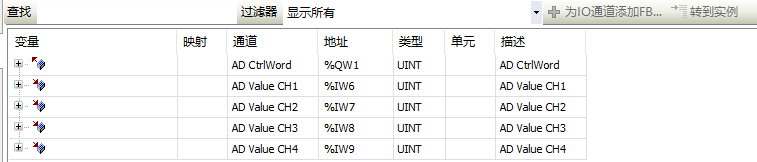 查找 过滤器 显示所有 为IO通道添加FB... 转到实例
变量 映射 通道 地址 类型 单元 描述
AD CtrlWord %QW1 UINT AD CtrlWord
AD Value CH1 %IW6 UINT AD Value CH1
AD Value CH2 %IW7 UINT AD Value CH2
AD Value CH3 %IW8 UINT AD Value CH3
AD Value CH4 %IW9 UINT AD Value CH4